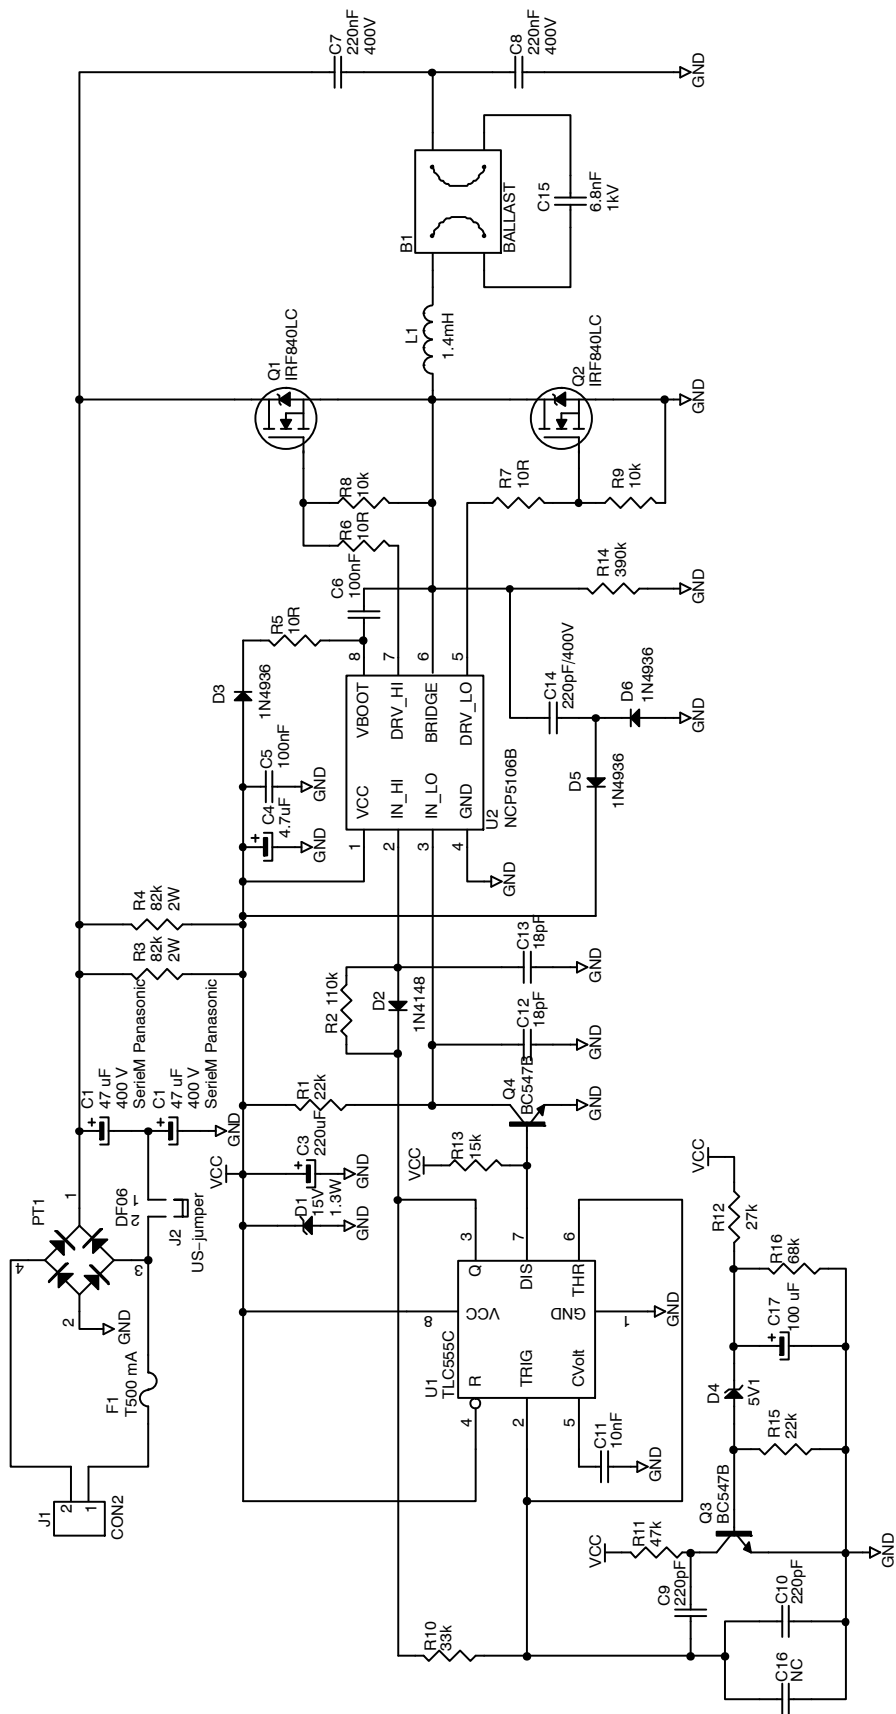 J1
2
1
CON2
F1
T500 mA
PT1
4
1
2
3
DF06
GND
2 1
J2
US-jumper
C1
47 uF
400 V
SerieM Panasonic
C1
47 uF
400 V
SerieM Panasonic
GND
R3
82k
2W
R4
82k
2W
VCC
D1
15V
1.3W
GND
C3
220uF
GND
R1
22k
R2 110k
D2
1N4148
C4
4.7uF
GND
C5
100nF
GND
D3
1N4936
R5
10R
C6
100nF
R6
10R
R8
10k
Q1
IRF840LC
Q2
IRF840LC
GND
R7
10R
R9
10k
L1
1.4mH
B1
BALLAST
C15
6.8nF
1kV
C7
220nF
400V
C8
220nF
400V
GND
1
2
3
4
VCC
IN_HI
IN_LO
GND
VBOOT
DRV_HI
BRIDGE
DRV_LO
8
7
6
5
U2
NCP5106B
GND
C12
18pF
GND
C13
18pF
GND
Q4
BC547B
GND
VCC
R13
15k
C14
220pF/400V
D5
1N4936
D6
1N4936
GND
R14
390k
GND
U1
TLC555C
4
R
8
VCC
3
Q
2
TRIG
7
DIS
5
CVolt
GND
1
THR
6
GND
C11
10nF
GND
R10
33k
C9
220pF
VCC
R11
47k
Q3
BC547B
R15
22k
D4
5V1
C17
100 uF
R16
68k
R12
27k
VCC
C16
NC
C10
220pF
GND